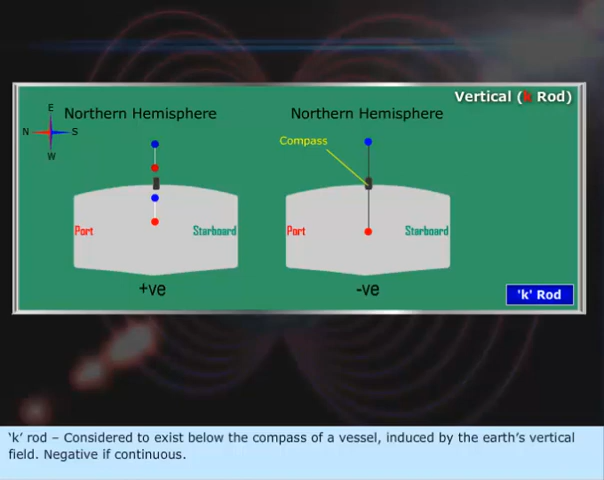 Vertical (k Rod)
Northern Hemisphere
Northern Hemisphere
E
N
S
W
Compass
Port
Starboard
Port
Starboard
+ve
-ve
'k' Rod
‘k’ rod – Considered to exist below the compass of a vessel, induced by the earth’s vertical
field. Negative if continuous.